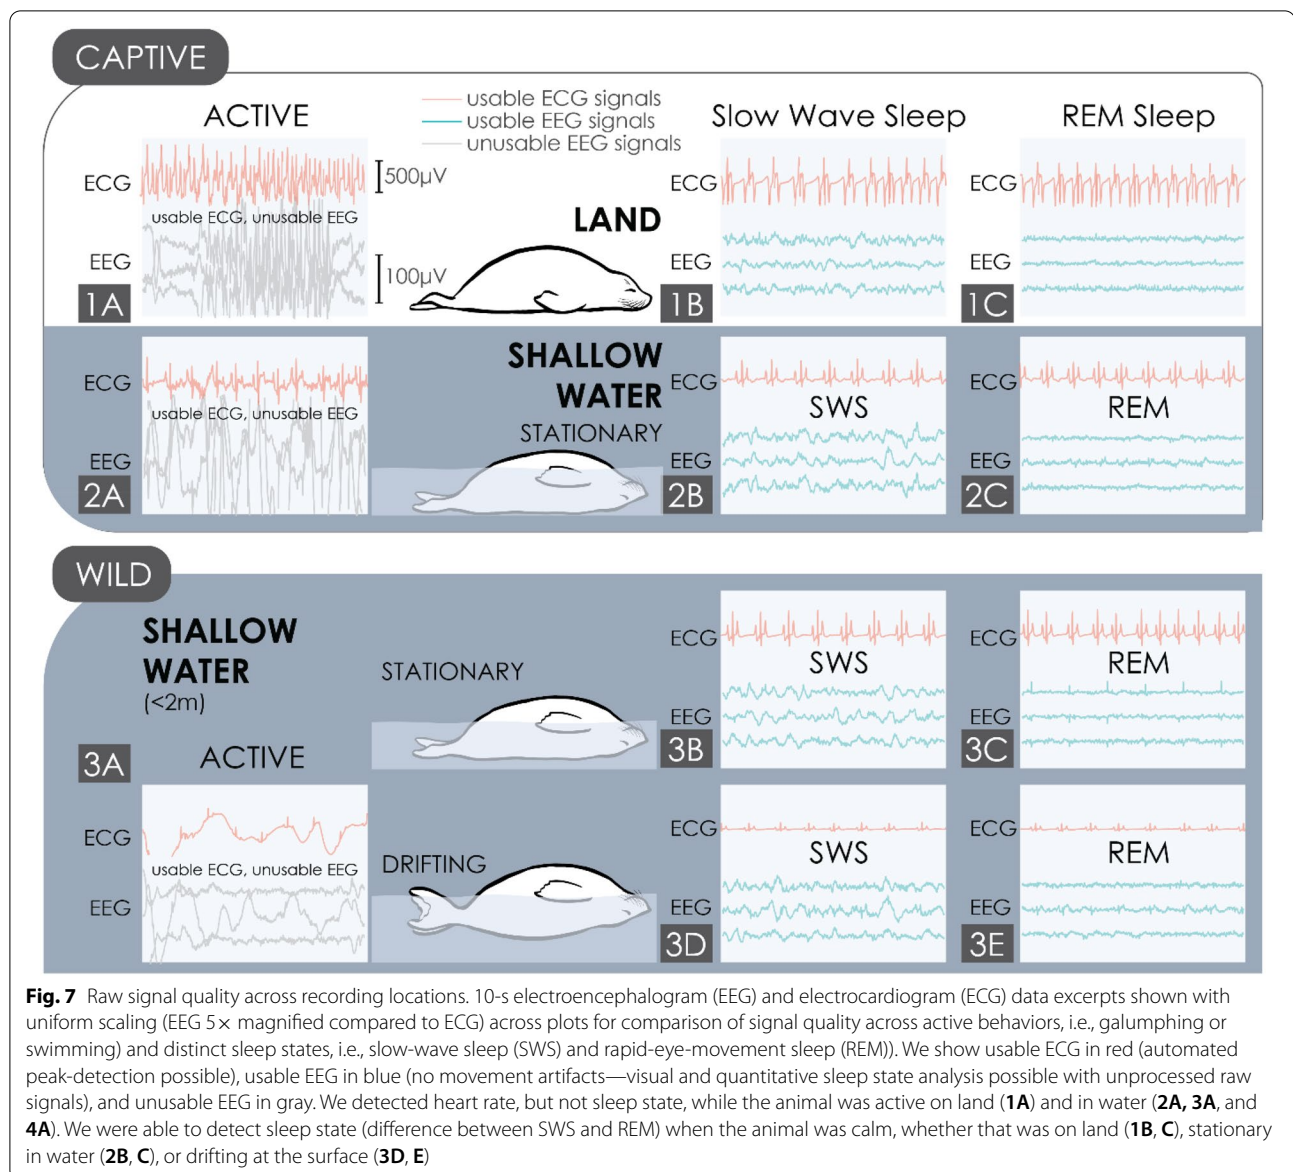 CAPTIVE
ACTIVE
usable ECG signals
usable EEG signals
unusable EEG signals
Slow Wave Sleep
REM Sleep
ECG
500µV
usable ECG, unusable EEG
EEG
100µV
1A
LAND
ECG
EEG
1B
ECG
EEG
1C
ECG
usable ECG, unusable EEG
EEG
2A
SHALLOW
WATER
STATIONARY
ECG
SWS
EEG
2B
ECG
REM
EEG
2C
WILD
SHALLOW
WATER
(<2m)
STATIONARY
ECG
SWS
EEG
3B
ECG
REM
EEG
3C
3A
ACTIVE
ECG
usable ECG, unusable EEG
EEG
DRIFTING
ECG
SWS
EEG
3D
ECG
REM
EEG
3E
Fig. 7 Raw signal quality across recording locations. 10-s electroencephalogram (EEG) and electrocardiogram (ECG) data excerpts shown with
uniform scaling (EEG 5× magnified compared to ECG) across plots for comparison of signal quality across active behaviors, i.e., galumphing or
swimming) and distinct sleep states, i.e., slow-wave sleep (SWS) and rapid-eye-movement sleep (REM)). We show usable ECG in red (automated
peak-detection possible), usable EEG in blue (no movement artifacts—visual and quantitative sleep state analysis possible with unprocessed raw
signals), and unusable EEG in gray. We detected heart rate, but not sleep state, while the animal was active on land (1A) and in water (2A, 3A, and
4A). We were able to detect sleep state (difference between SWS and REM) when the animal was calm, whether that was on land (1B, C), stationary
in water (2B, C), or drifting at the surface (3D, E)